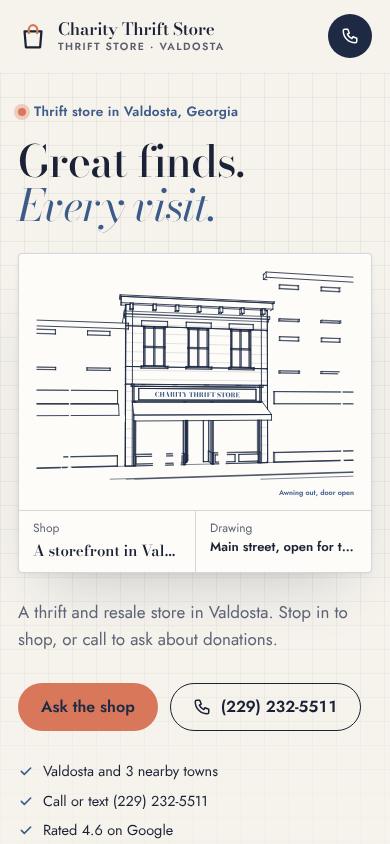 Charity Thrift Store
THRIFT STORE · VALDOSTA
Thrift store in Valdosta, Georgia
Great finds.
Every visit.
CHARITY THRIFT STORE
Awning out, door open
Shop
A storefront in Val...
Drawing
Main street, open for t...
A thrift and resale store in Valdosta. Stop in to
shop, or call to ask about donations.
Ask the shop
(229) 232-5511
Valdosta and 3 nearby towns
Call or text (229) 232-5511
Rated 4.6 on Google